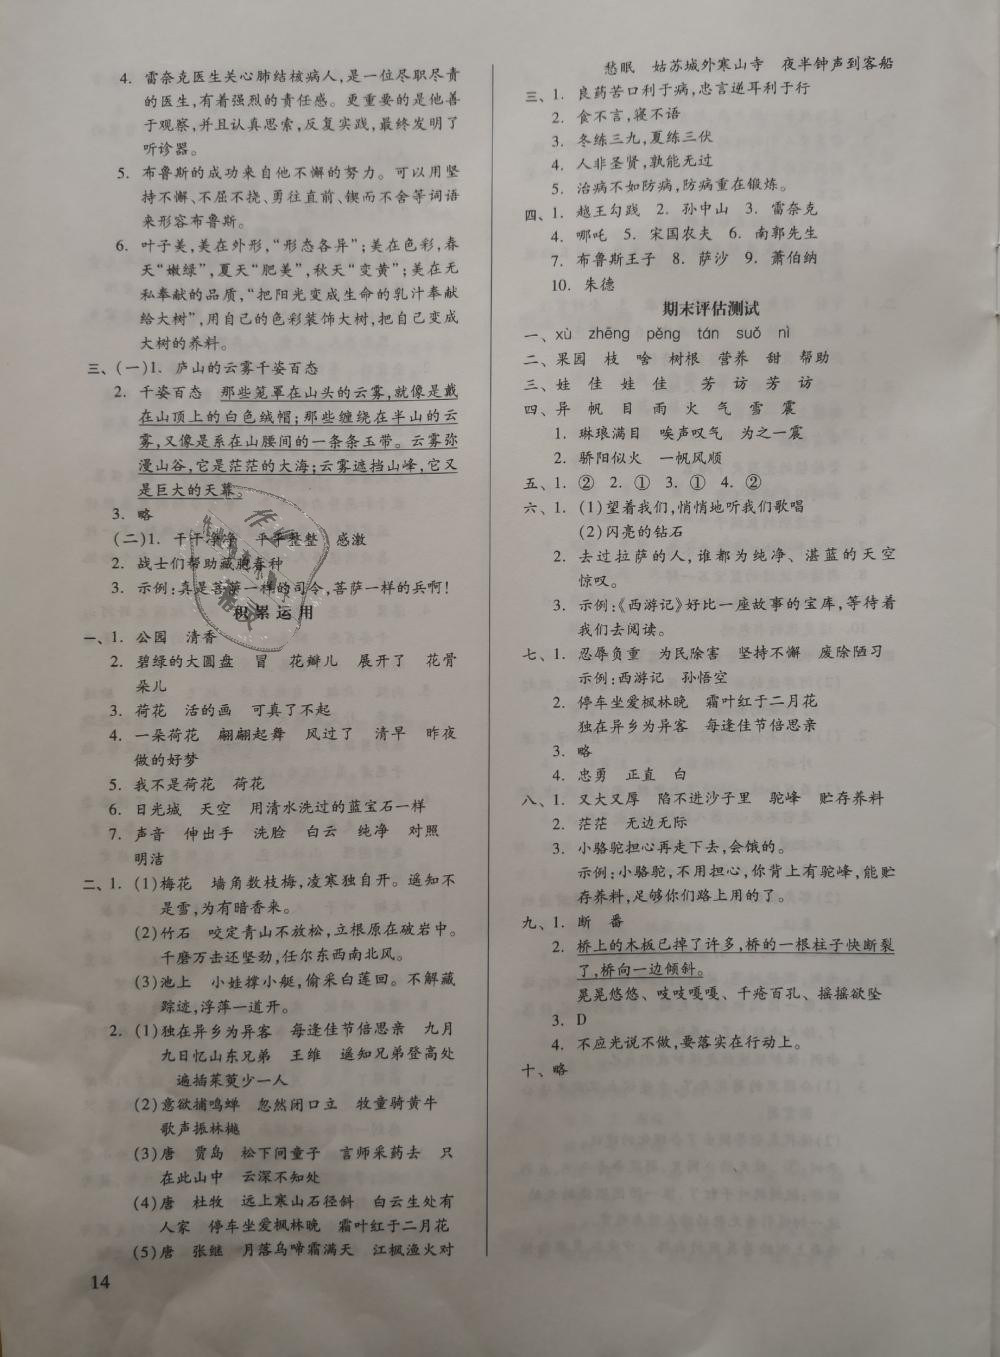 4. 雷奈克医生关心肺结核病人,是一位尽职尽责
的医生,有着强烈的责任感。更重要的是他善
于观察,并且认真思索,反复实践,最终发明了
听诊器。
5. 布鲁斯的成功来自他不懈的努力。可以用坚
持不懈、不屈不挠、勇往直前、锲而不舍等词语
来形容布鲁斯。
6. 叶子美,美在外形,“形态各异”;美在色彩,春
天“嫩绿”,夏天“肥美”,秋天“变黄”;美在无
私奉献的品质,“把阳光变成生命的乳汁奉献
给大树”,用自己的色彩装饰大树,把自己变成
大树的养料。
三、(一)1. 庐山的云雾千姿百态
2. 千姿百态 那些笼罩在山头的云雾,就像是戴
在山顶上的白色绒帽;那些缠绕在半山的云
雾,又像是系在山腰间的一条条玉带。云雾弥
漫山谷,它是茫茫的大海;云雾遮挡山峰,它又
是巨大的天幕。
3. 略
(二)1. 干干净净 平平整整 感激
2. 战士们帮助藏胞春种
3. 示例:真是菩萨一样的司令,菩萨一样的兵啊!
积累运用
一、1. 公园 清香
2. 碧绿的大圆盘 冒 花瓣儿 展开了 花骨
朵儿
3. 荷花 活的画 可真了不起
4. 一朵荷花 翩翩起舞 风过了 清早 昨夜
做的好梦
5. 我不是荷花 荷花
6. 日光城 天空 用清水洗过的蓝宝石一样
7. 声音 伸出手 洗脸 白云 纯净 对照
明洁
二、1. (1)梅花 墙角数枝梅,凌寒独自开。遥知不
是雪,为有暗香来。
(2)竹石 咬定青山不放松,立根原在破岩中。
千磨万击还坚劲,任尔东西南北风。
(3)池上 小娃撑小艇,偷采白莲回。不解藏
踪迹,浮萍一道开。
2. (1)独在异乡为异客 每逢佳节倍思亲 九月
九日忆山东兄弟 王维 遥知兄弟登高处
遍插茱萸少一人
(2)意欲捕鸣蝉 忽然闭口立 牧童骑黄牛
歌声振林樾
(3)唐 贾岛 松下问童子 言师采药去 只
在此山中 云深不知处
(4)唐 杜牧 远上寒山石径斜 白云生处有
人家 停车坐爱枫林晚 霜叶红于二月花
(5)唐 张继 月落乌啼霜满天 江枫渔火对
14
愁眠 姑苏城外寒山寺 夜半钟声到客船
三、1. 良药苦口利于病,忠言逆耳利于行
2. 食不言,寝不语
3. 冬练三九,夏练三伏
4. 人非圣贤,孰能无过
5. 治病不如防病,防病重在锻炼。
四、1. 越王勾践 2. 孙中山 3. 雷奈克
4. 哪吒 5. 宋国农夫 6. 南郭先生
7. 布鲁斯王子 8. 萨沙 9. 萧伯纳
10. 朱德
期末评估测试
一、xù zhēng pěng tán suǒ nì
二、果园 枝 啥 树根 营养 甜 帮助
三、娃 佳 娃 佳 芳 访 芳 访
四、异 帆 目 雨 火 气 雪 震
1. 琳琅满目 唉声叹气 为之一震
2. 骄阳似火 一帆风顺
五、1. ② 2. ① 3. ① 4. ②
六、1. (1)望着我们,悄悄地听我们歌唱
(2)闪亮的钻石
2. 去过拉萨的人,谁都为纯净、湛蓝的天空
惊叹。
3. 示例:《西游记》好比一座故事的宝库,等待着
我们去阅读。
七、1. 忍辱负重 为民除害 坚持不懈 废除陋习
示例:西游记 孙悟空
2. 停车坐爱枫林晚 霜叶红于二月花
独在异乡为异客 每逢佳节倍思亲
3. 略
4. 忠勇 正直 白
八、1. 又大又厚 陷不进沙子里 驼峰 贮存养料
2. 茫茫 无边无际
3. 小骆驼担心再走下去,会饿的。
示例:小骆驼,不用担心,你背上有驼峰,能贮
存养料,足够你们路上用的了。
九、1. 断 番
2. 桥上的木板已掉了许多,桥的一根柱子快断裂
了,桥向一边倾斜。
晃晃悠悠、吱吱嘎嘎、千疮百孔、摇摇欲坠
3. D
4. 不应光说不做,要落实在行动上。
十、略